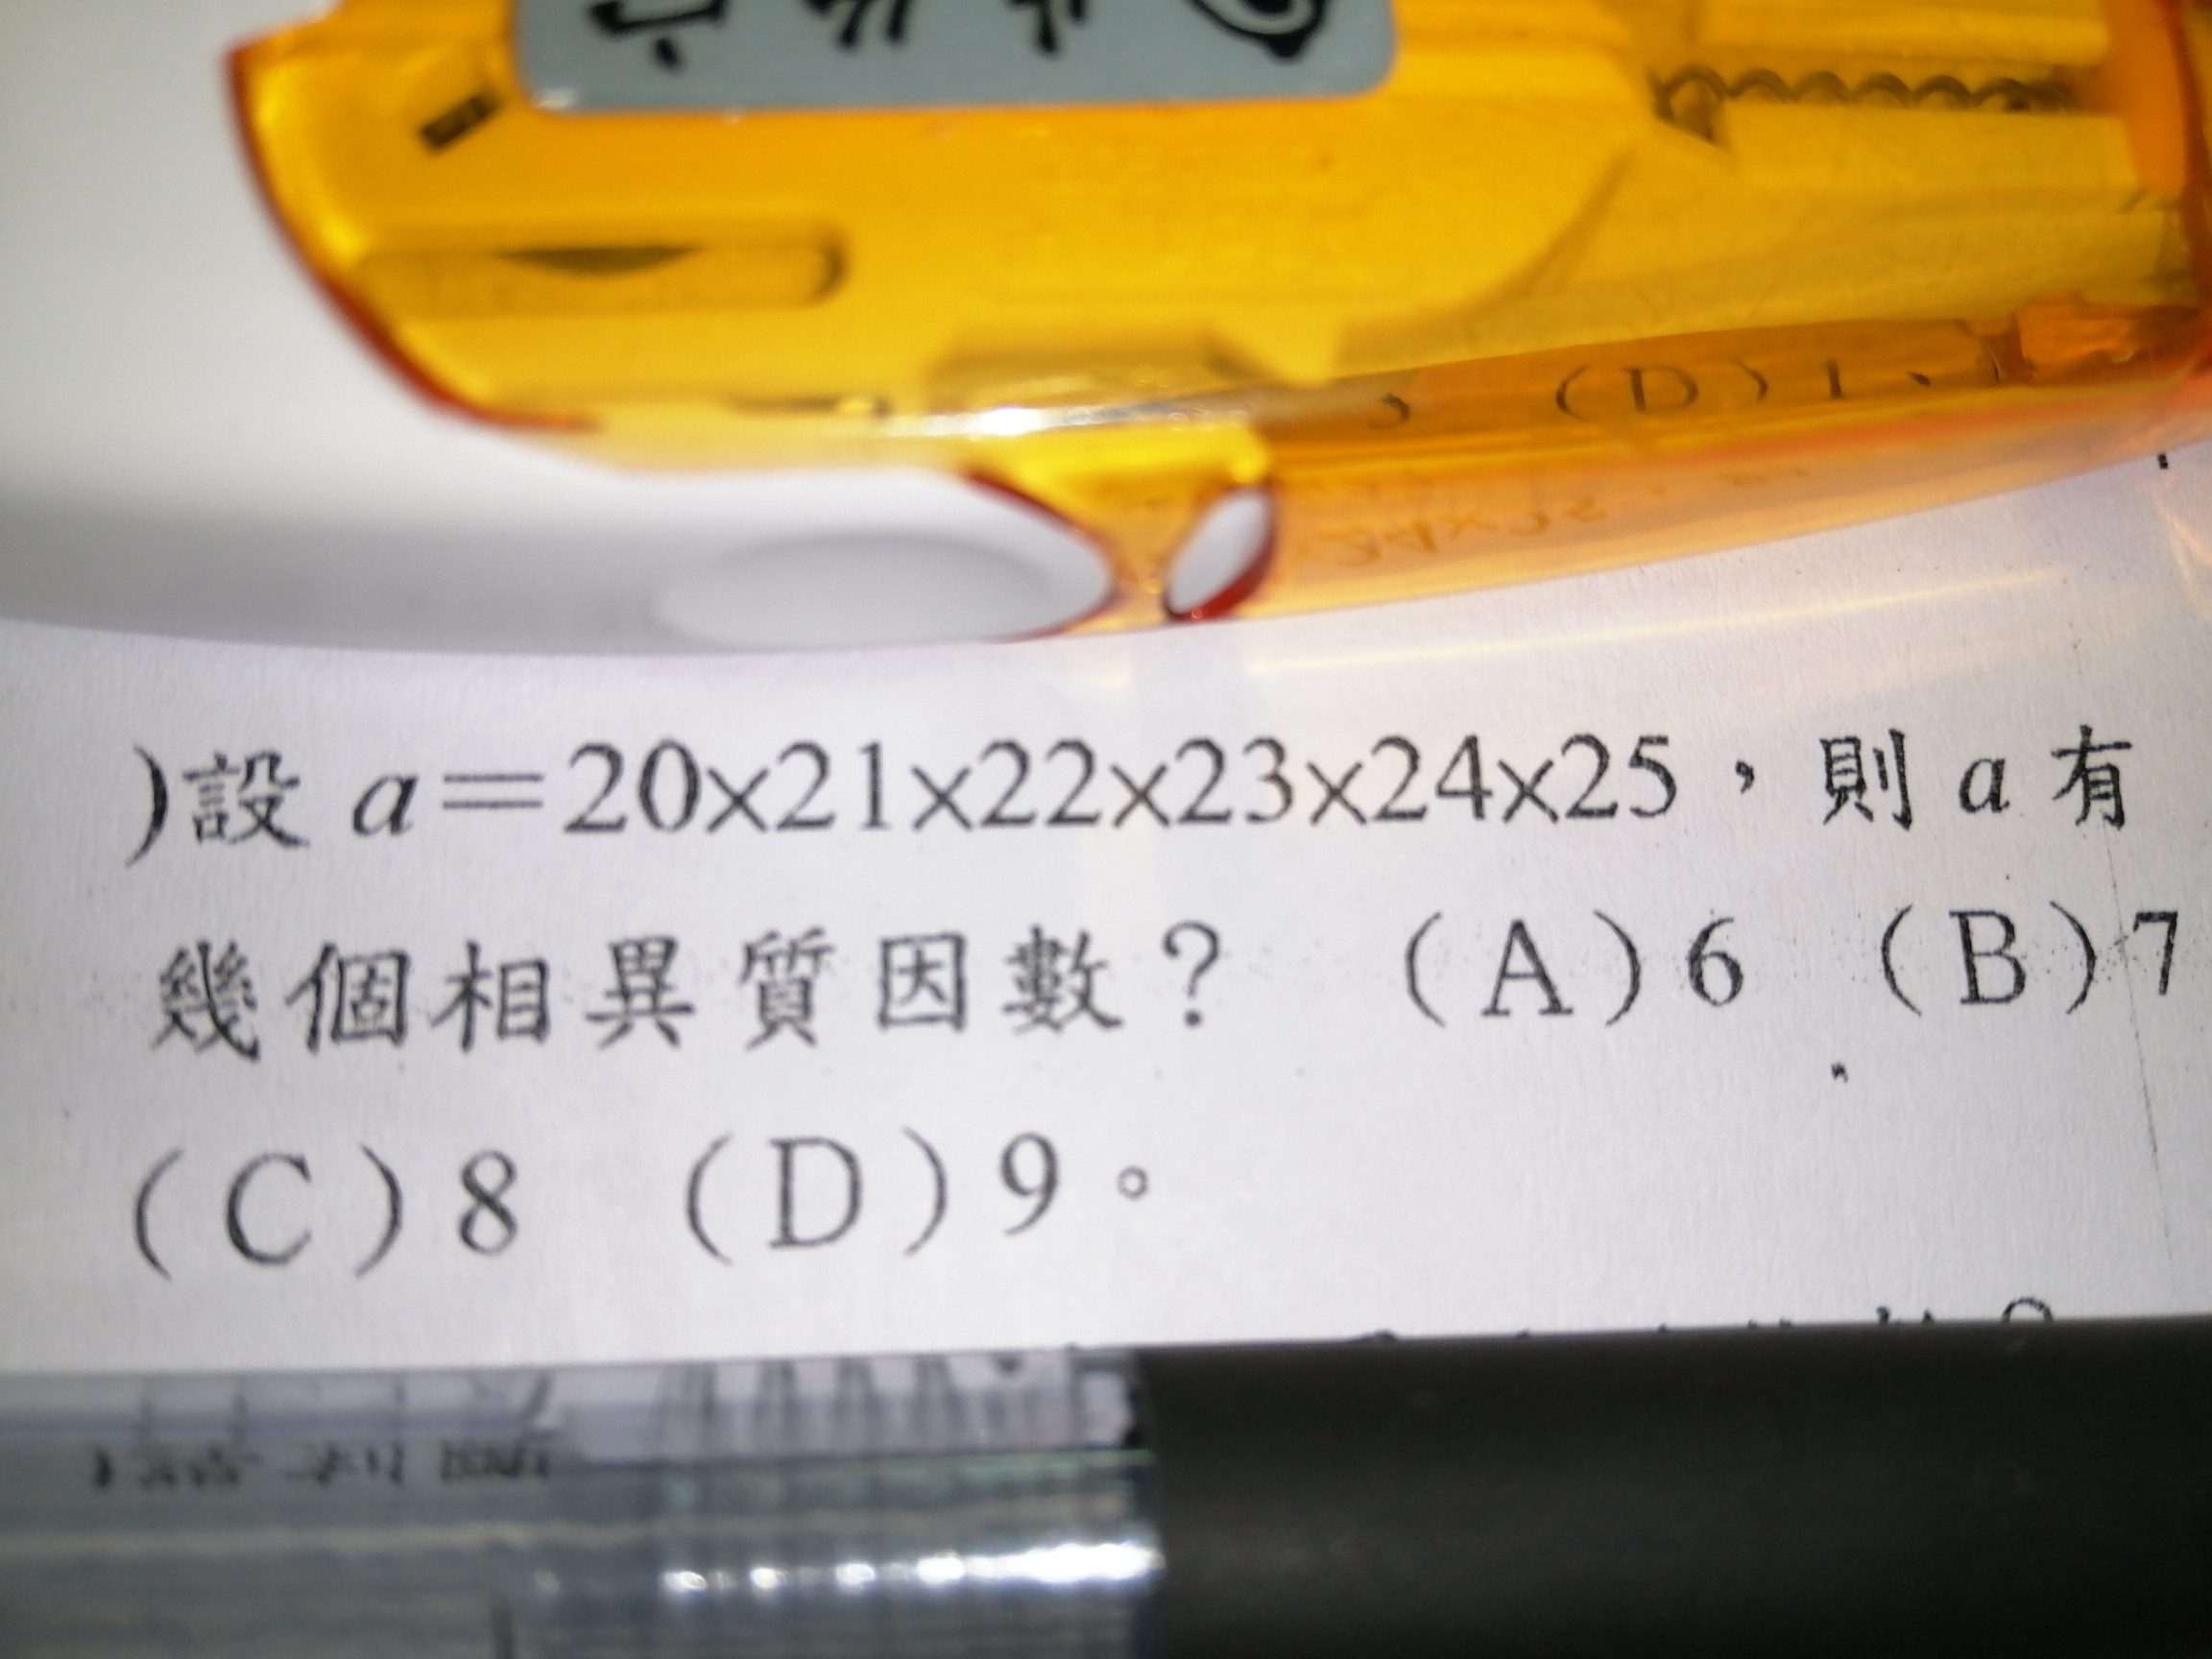 (D)1、
)設 a＝20×21×22×23×24×25，則 a 有
幾個相異質因數？ (A)6 (B)7
(C)8 (D)9。